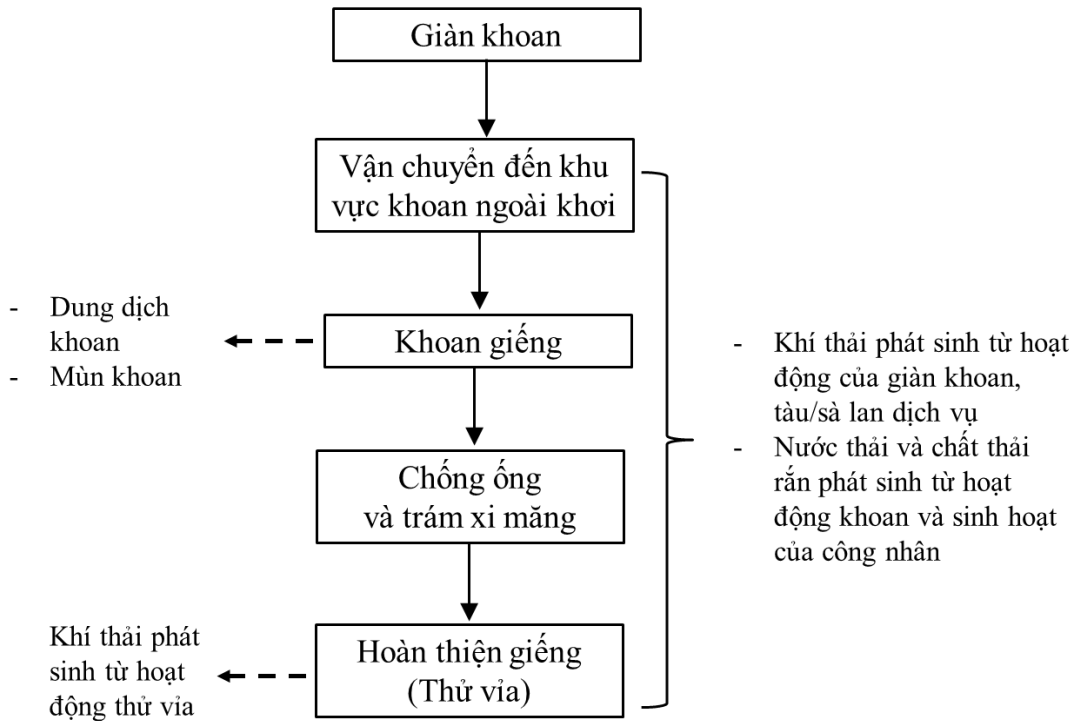 Giàn khoan
Vận chuyển đến khu
vực khoan ngoài khơi
- Dung dịch
khoan
- Mùn khoan
Khoan giếng
- Khí thải phát sinh từ hoạt
động của giàn khoan,
tàu/sà lan dịch vụ
- Nước thải và chất thải
rắn phát sinh từ hoạt
động khoan và sinh hoạt
của công nhân
Chống ống
và trám xi măng
Khí thải phát
sinh từ hoạt
động thử vỉa
Hoàn thiện giếng
(Thử vỉa)